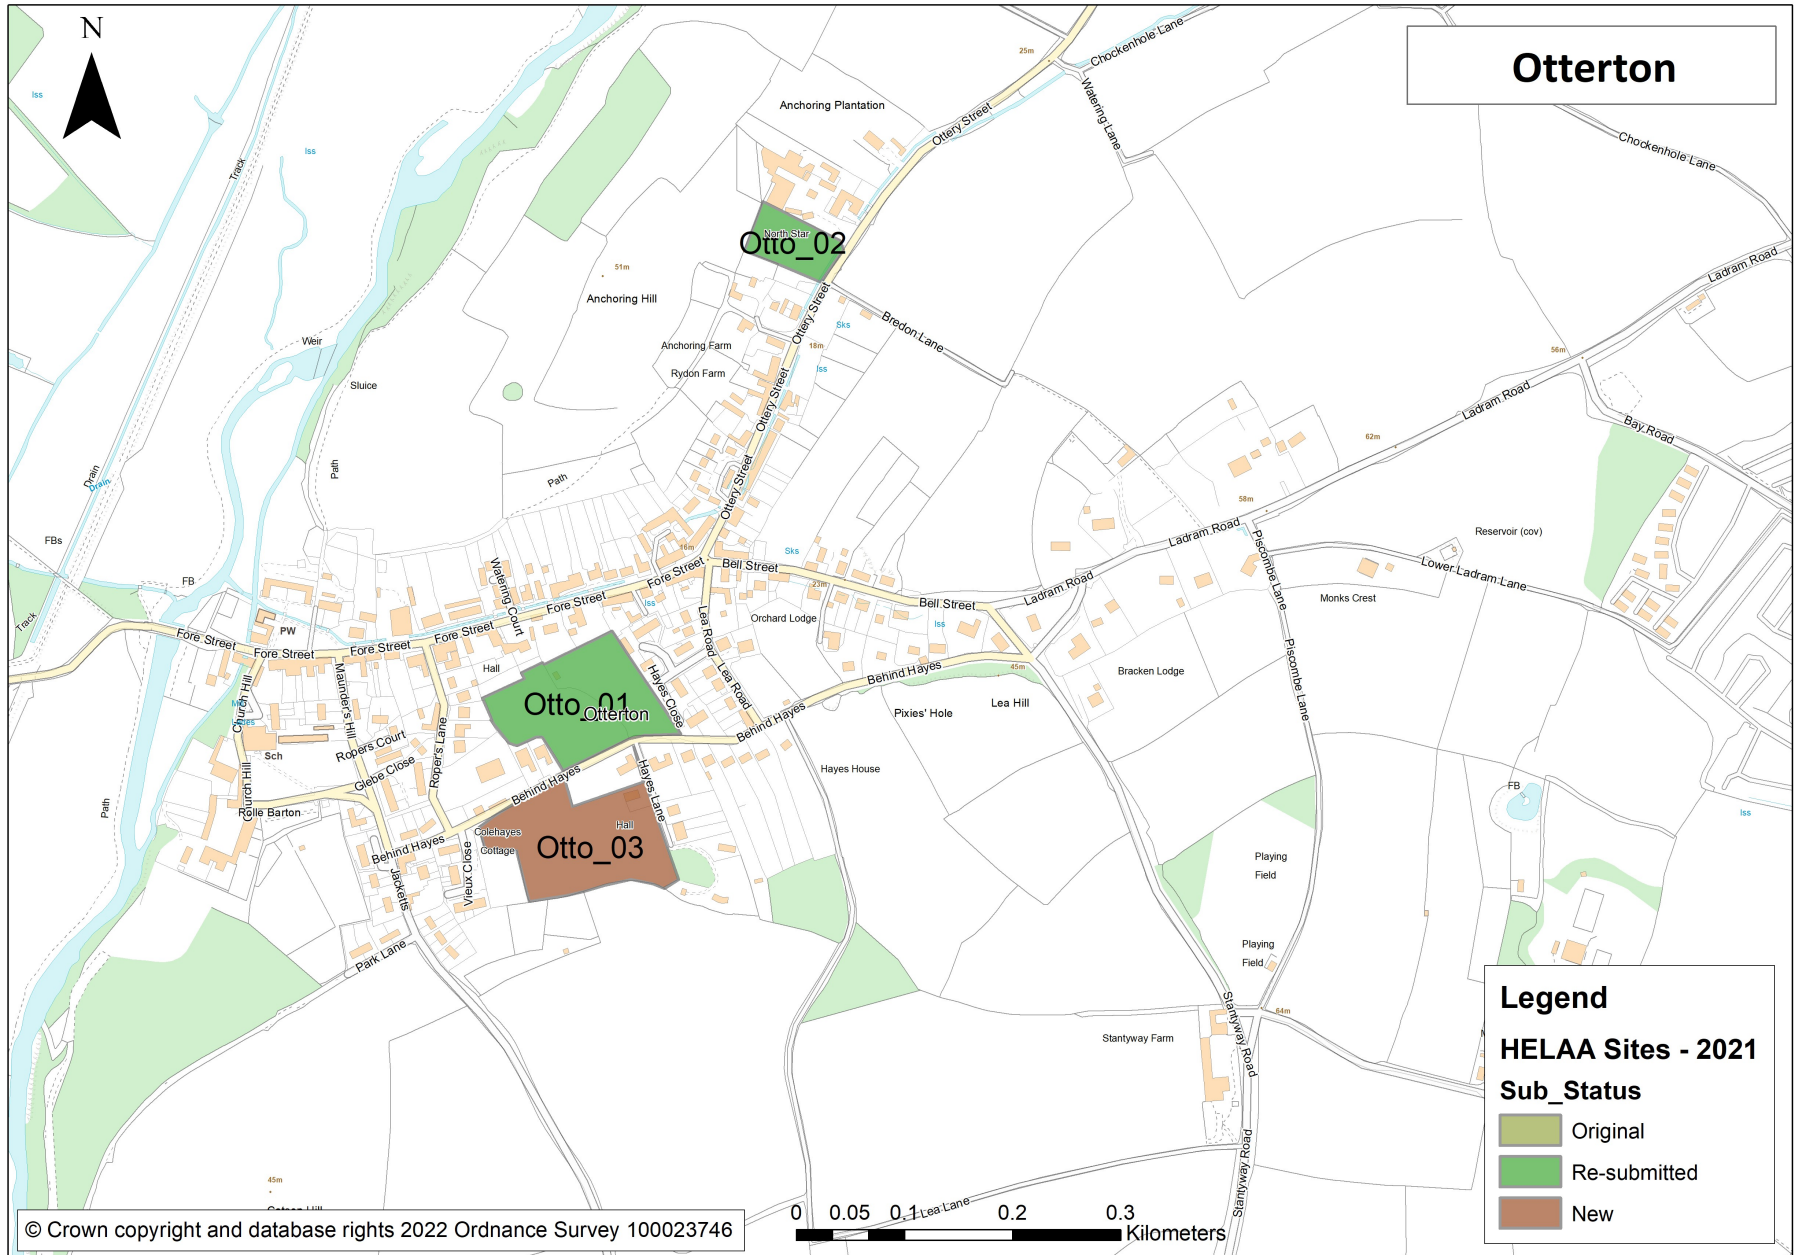 N
Otterton
Chockenhole Lane
25m
Watering Lane
Anchoring Plantation
Ottery Street
Chockenhole Lane
Iss
Iss
Track
North Star
Otto_02
Ladram Road
51m
Anchoring Hill
Ottery Street
Sks
Bredon Lane
Weir
Anchoring Farm
18m
Iss
56m
Rydon Farm
Sluice
Ottery Street
Ladram Road
Bay Road
62m
Path
Path
Drain
Drain
Ottery Street
58m
Ladram Road
Reservoir (cov)
FBs
16m
Sks
Piscombe Lane
Lower Ladram Lane
Fore Street
Bell Street
FB
Watering Court
23m
Ladram Road
Monks Crest
Track
Fore Street
Iss
Bell Street
Orchard Lodge
Iss
PW
Fore Street
Lea Road
Fore Street
Fore Street
Fore Street
Hall
Maunder's Hill
Hayes Close
Lea Road
Behind Hayes
45m
Bracken Lodge
Piscombe Lane
Church Hill
Otto_01
Otterton
Pixies' Hole
Lea Hill
Behind Hayes
Sch
Ropers Court
Roper's Lane
Glebe Close
Hayes House
Behind Hayes
Hayes Lane
FB
Path
Church Hill
Rolle Barton
Iss
Colehayes
Cottage
Hall
Otto_03
Behind Hayes
Vieux Close
Jacketts
Playing
Field
Park Lane
Playing
Field
Stantyway Road
64m
Stantyway Farm
Legend
HELAA Sites - 2021
Sub_Status
Original
Re-submitted
New
Stantyway Road
45m
Lea Lane
0 0.05 0.1 0.2 0.3
Kilometers
© Crown copyright and database rights 2022 Ordnance Survey 100023746